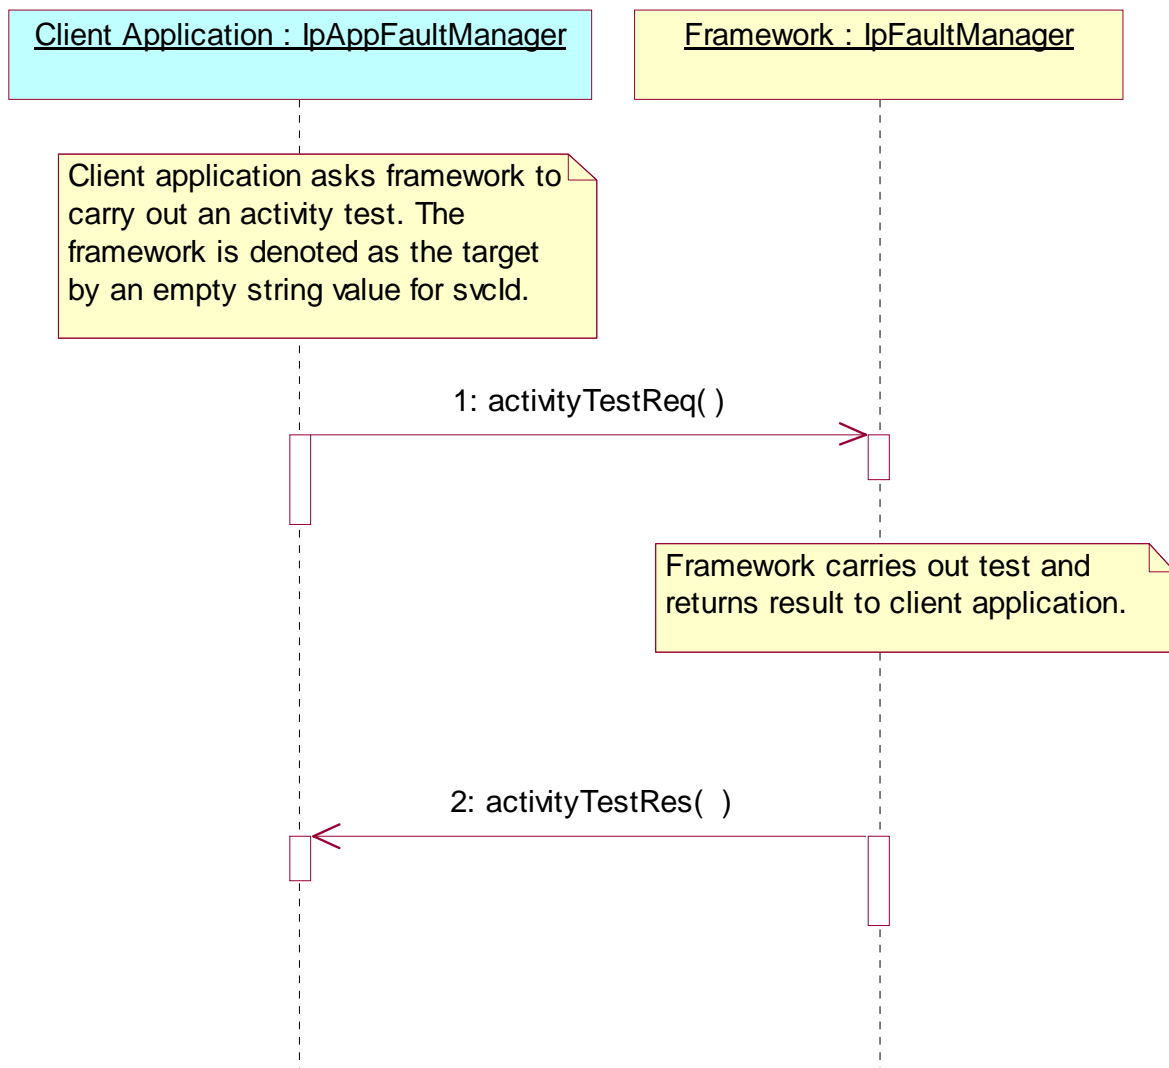 Client Application : IpAppFaultManager
Framework : IpFaultManager
Client application asks framework to
carry out an activity test. The
framework is denoted as the target
by an empty string value for svcId.
1: activityTestReq( )
Framework carries out test and
returns result to client application.
2: activityTestRes(  )